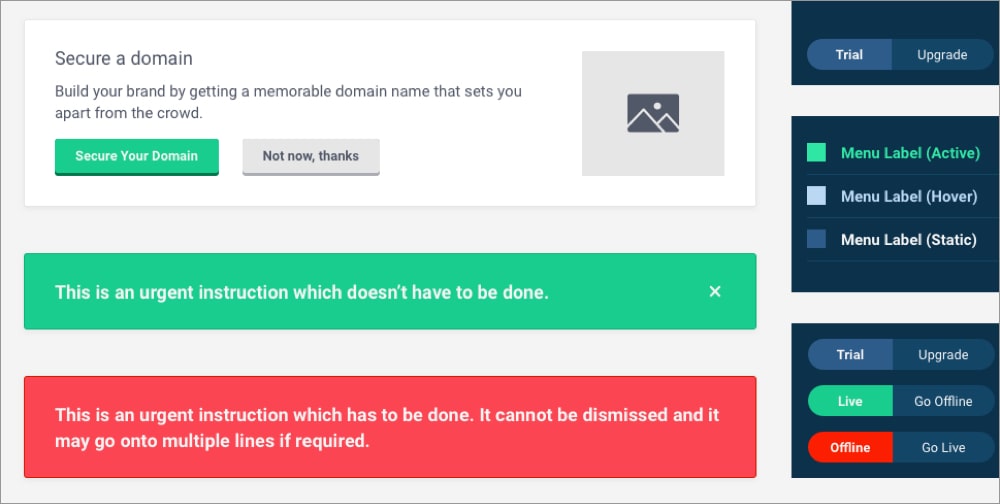 Secure a domain
Build your brand by getting a memorable domain name that sets you
apart from the crowd.
Secure Your Domain
Not now, thanks
This is an urgent instruction which doesn’t have to be done.
This is an urgent instruction which has to be done. It cannot be dismissed and it
may go onto multiple lines if required.
Trial
Upgrade
Menu Label (Active)
Menu Label (Hover)
Menu Label (Static)
Trial
Upgrade
Live
Go Offline
Offline
Go Live